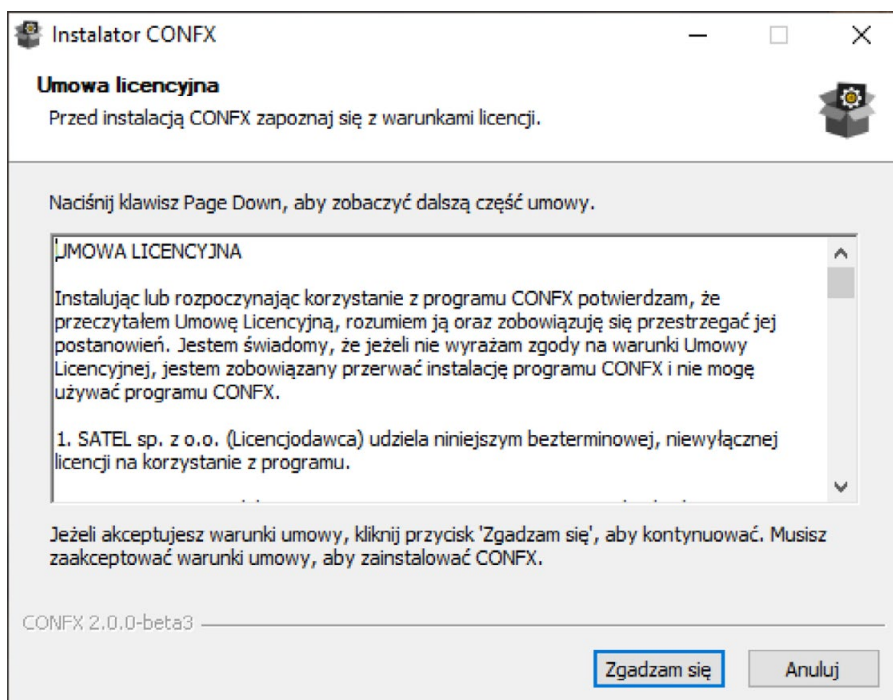 Instalator CONFX
Umowa licencyjna
Przed instalacją CONFX zapoznaj się z warunkami licencji.
Naciśnij klawisz Page Down, aby zobaczyć dalszą część umowy.
UMOWA LICENCYJNA
Instalując lub rozpoczynając korzystanie z programu CONFX potwierdzam, że
przeczytałem Umowę Licencyjną, rozumiem ją oraz zobowiązuję się przestrzegać jej
postanowień. Jestem świadomy, że jeżeli nie wyrażam zgody na warunki Umowy
Licencyjnej, jestem zobowiązany przerwać instalację programu CONFX i nie mogę
używać programu CONFX.
1. SATEL sp. z o.o. (Licencjodawca) udziela niniejszym bezterminowej, niewyłącznej
licencji na korzystanie z programu.
Jeżeli akceptujesz warunki umowy, kliknij przycisk 'Zgadzam się', aby kontynuować. Musisz
zaakceptować warunki umowy, aby zainstalować CONFX.
CONFX 2.0.0-beta3
Zgadzam się
Anuluj